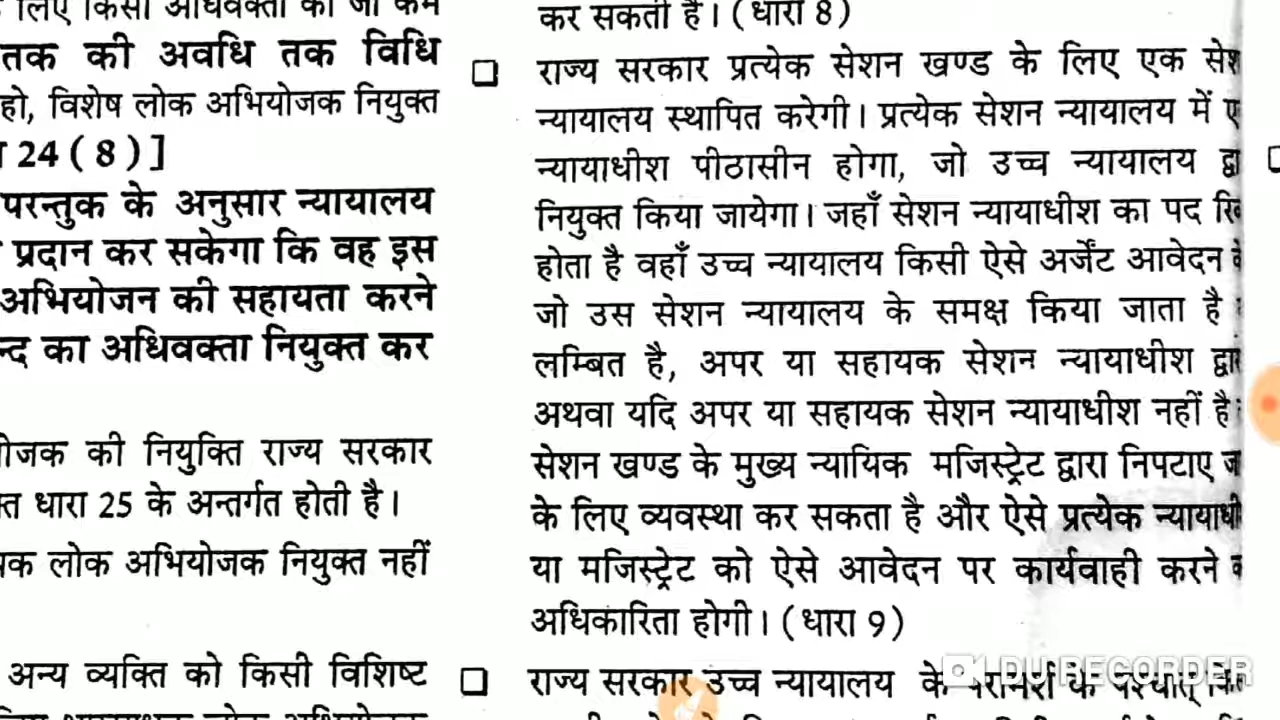 लिए किसी अधिवक्ता को जो कम
तक की अवधि तक विधि
हो, विशेष लोक अभियोजक नियुक्त
24 ( 8 ) ]
परन्तुक के अनुसार न्यायालय
प्रदान कर सकेगा कि वह इस
अभियोजन की सहायता करने
का अधिवक्ता नियुक्त कर
की नियुक्ति राज्य सरकार
धारा 25 के अन्तर्गत होती है।
लोक अभियोजक नियुक्त नहीं
अन्य व्यक्ति को किसी विशिष्ट
कर सकती है। (धारा 8)
राज्य सरकार प्रत्येक सेशन खण्ड के लिए एक
न्यायालय स्थापित करेगी। प्रत्येक सेशन न्यायालय में
न्यायाधीश पीठासीन होगा, जो उच्च न्यायालय
नियुक्त किया जायेगा। जहाँ सेशन न्यायाधीश का पद
होता है वहाँ उच्च न्यायालय किसी ऐसे अर्जेंट आवेदन
जो उस सेशन न्यायालय के समक्ष किया जाता है
लम्बित है, अपर या सहायक सेशन न्यायाधीश
अथवा यदि अपर या सहायक सेशन न्यायाधीश नहीं है
सेशन खण्ड के मुख्य न्यायिक मजिस्ट्रेट द्वारा निपटाए
के लिए व्यवस्था कर सकता है और ऐसे प्रत्येक
या मजिस्ट्रेट को ऐसे आवेदन पर कार्यवाही करने
अधिकारिता होगी। (धारा 9)
राज्य सरकार उच्च न्यायालय के परामर्श के पश्चात्
DU RECORDER